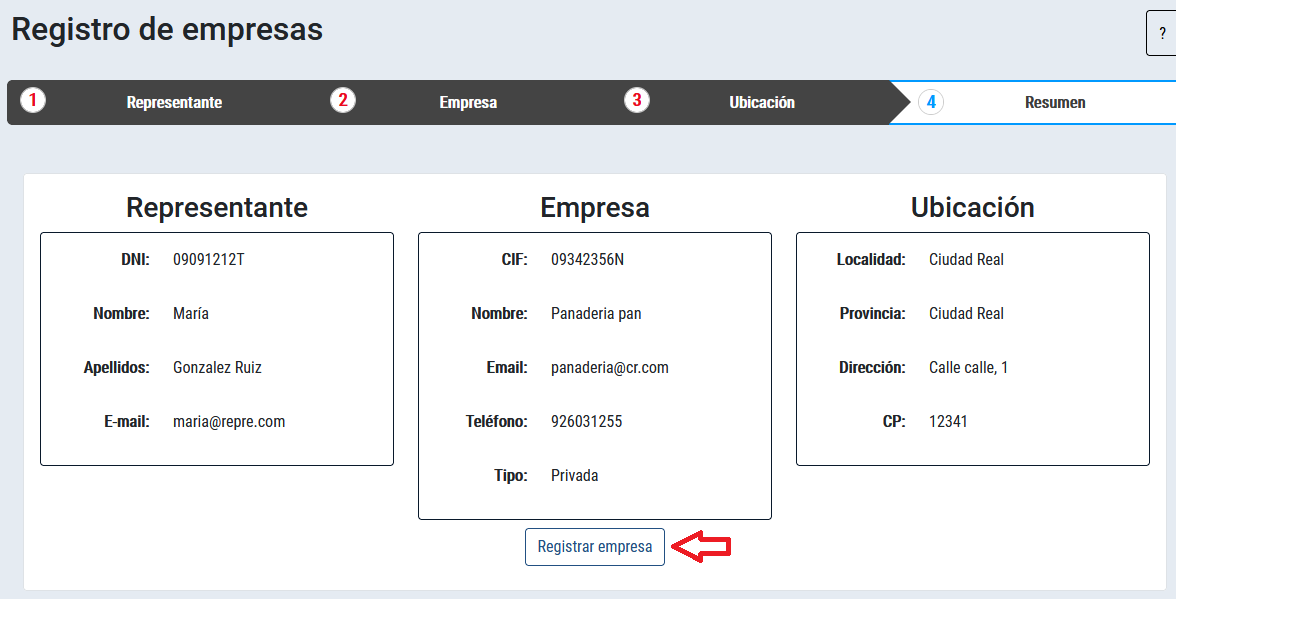 Registro de empresas
?
1 Representante 2 Empresa 3 Ubicación 4 Resumen
Representante
DNI: 09091212T
Nombre: María
Apellidos: Gonzalez Ruiz
E-mail: maria@repre.com
Empresa
CIF: 09342356N
Nombre: Panaderia pan
Email: panaderia@cr.com
Teléfono: 926031255
Tipo: Privada
Ubicación
Localidad: Ciudad Real
Provincia: Ciudad Real
Dirección: Calle calle, 1
CP: 12341
Registrar empresa